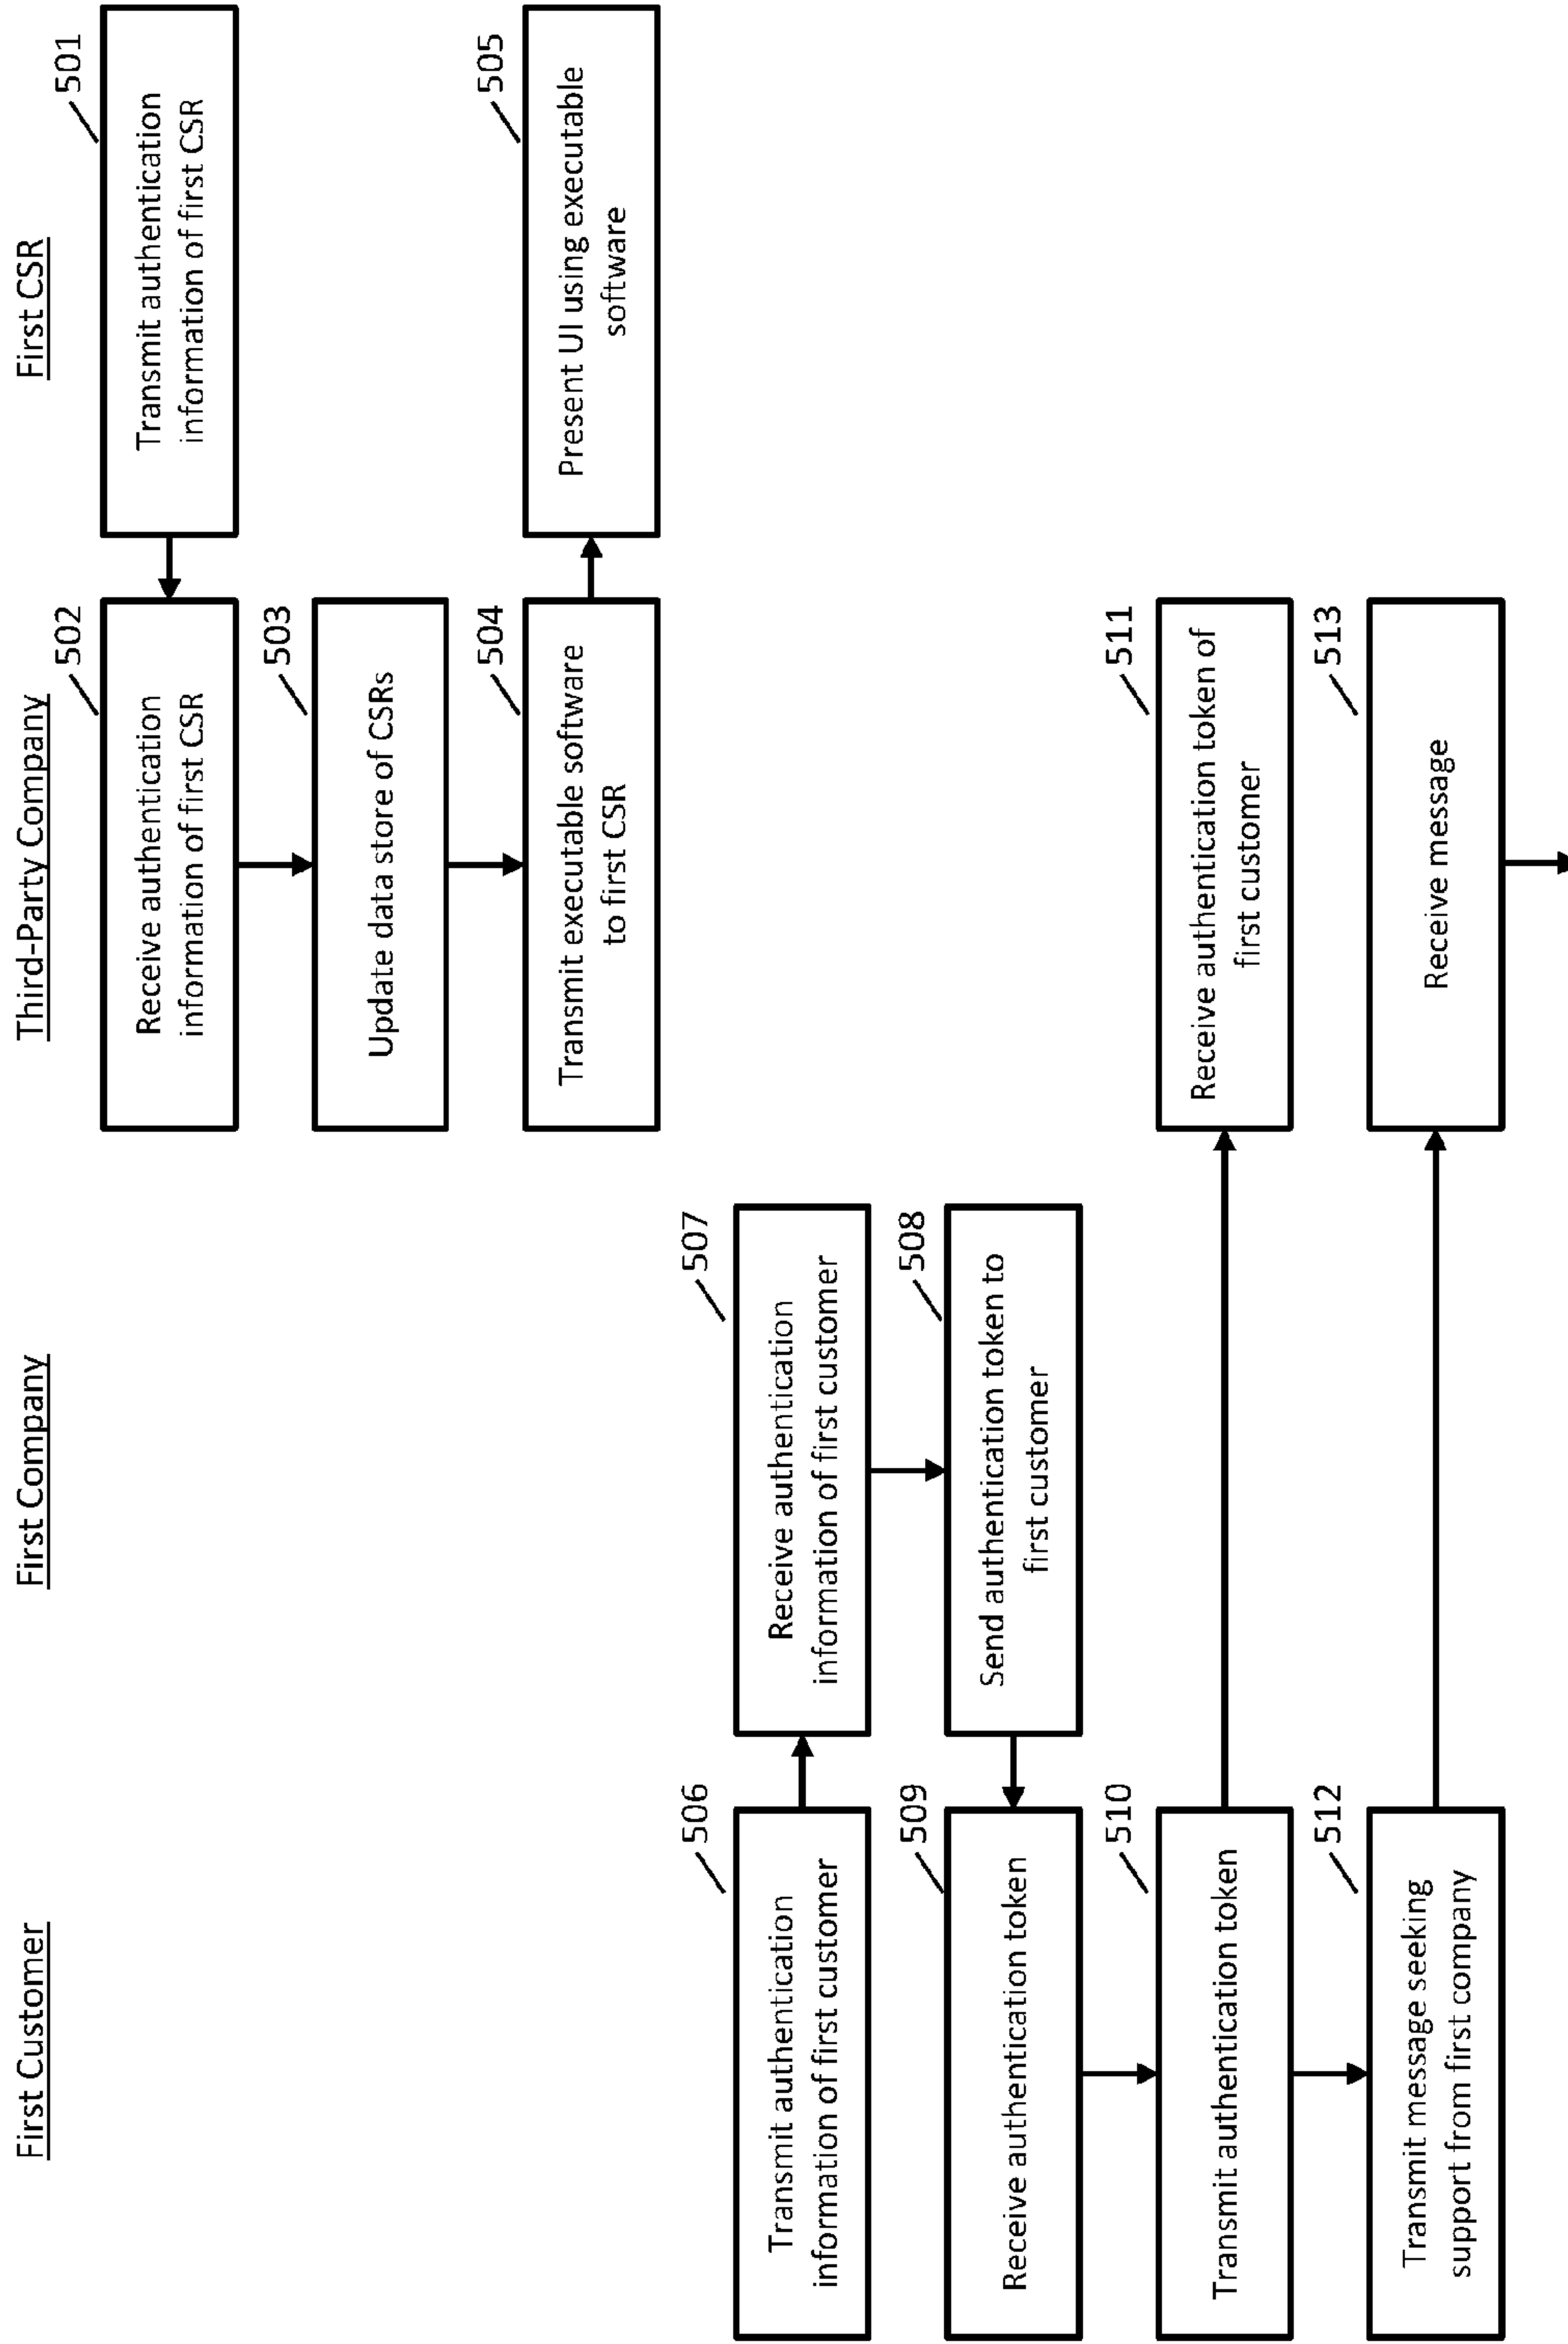 First Customer
First Company
Third-Party Company
First CSR
501
Transmit authentication
information of first CSR
502
Receive authentication
information of first CSR
503
Update data store of CSRs
504
Transmit executable software
to first CSR
505
Present UI using executable
software
506
Transmit authentication
information of first customer
507
Receive authentication
information of first customer
508
Send authentication token to
first customer
509
Receive authentication token
510
Transmit authentication token
511
Receive authentication token of
first customer
512
Transmit message seeking
support from first company
513
Receive message